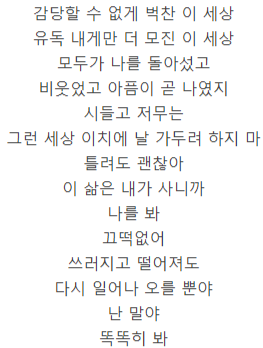 감당할 수 없게 벅찬 이 세상
유독 내게만 더 모진 이 세상
모두가 나를 돌아섰고
비웃었고 아픔이 곧 나였지
시들고 저무는
그런 세상 이치에 날 가두려 하지 마
틀려도 괜찮아
이 삶은 내가 사니까
나를 봐
끄떡없어
쓰러지고 떨어져도
다시 일어나 오를 뿐야
난 말야
똑똑히 봐